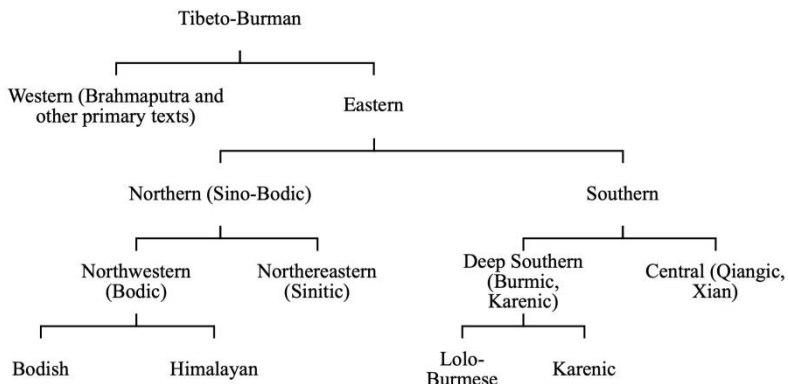 Tibeto-Burman
Western (Brahmaputra and
other primary texts)
Eastern
Northern (Sino-Bodic)
Southern
Northwestern
(Bodic)
Northereastern
(Sinitic)
Deep Southern
(Burmic,
Karenic)
Central (Qiangic,
Xian)
Bodish
Himalayan
Lolo-
Burmese
Karenic